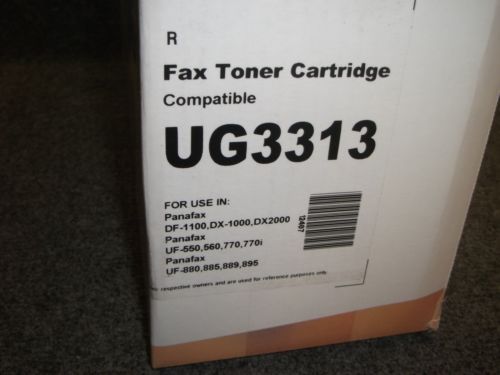 R
Fax Toner Cartridge
Compatible
UG3313
FOR USE IN:
Panafax
DF-1100,DX-1000,DX2000
Panafax
UF-550,560,770,770i
Panafax
UF-880,885,889,895
12407
respective owners and are used for reference purposes only.